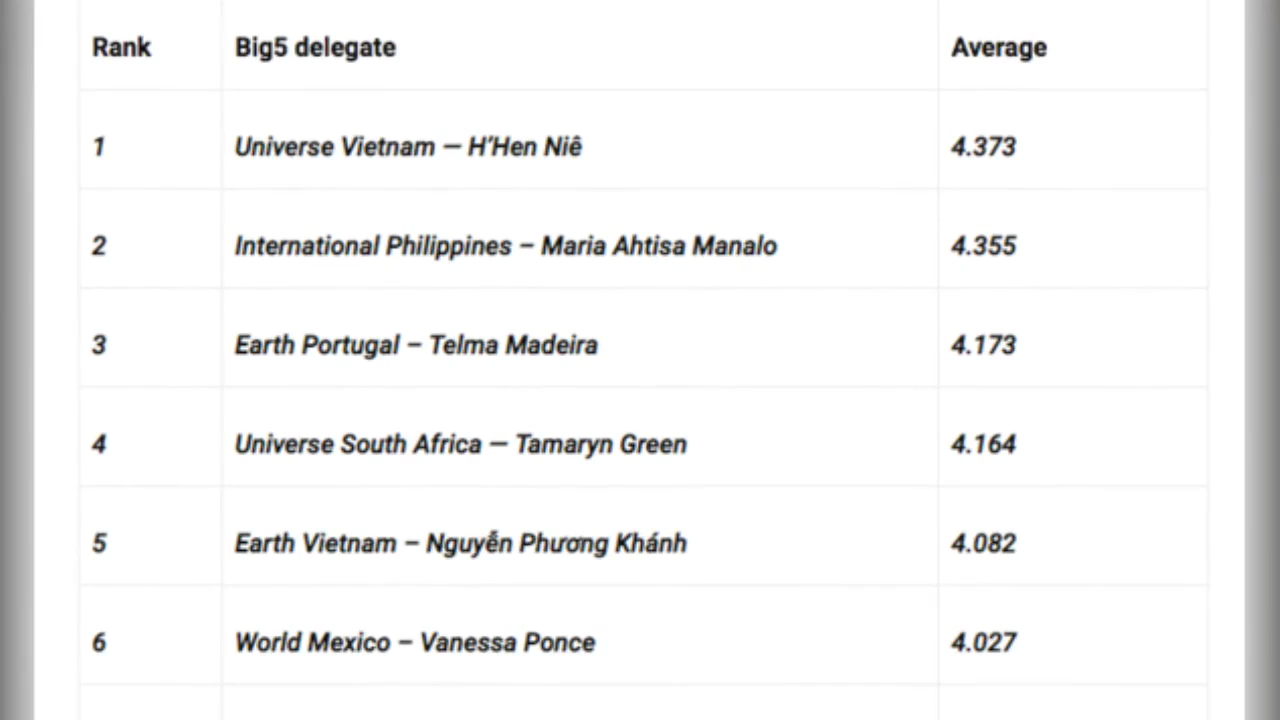 Rank Big5 delegate Average
1 Universe Vietnam — H'Hen Niê 4.373
2 International Philippines – Maria Ahtisa Manalo 4.355
3 Earth Portugal – Telma Madeira 4.173
4 Universe South Africa — Tamaryn Green 4.164
5 Earth Vietnam – Nguyễn Phương Khánh 4.082
6 World Mexico – Vanessa Ponce 4.027